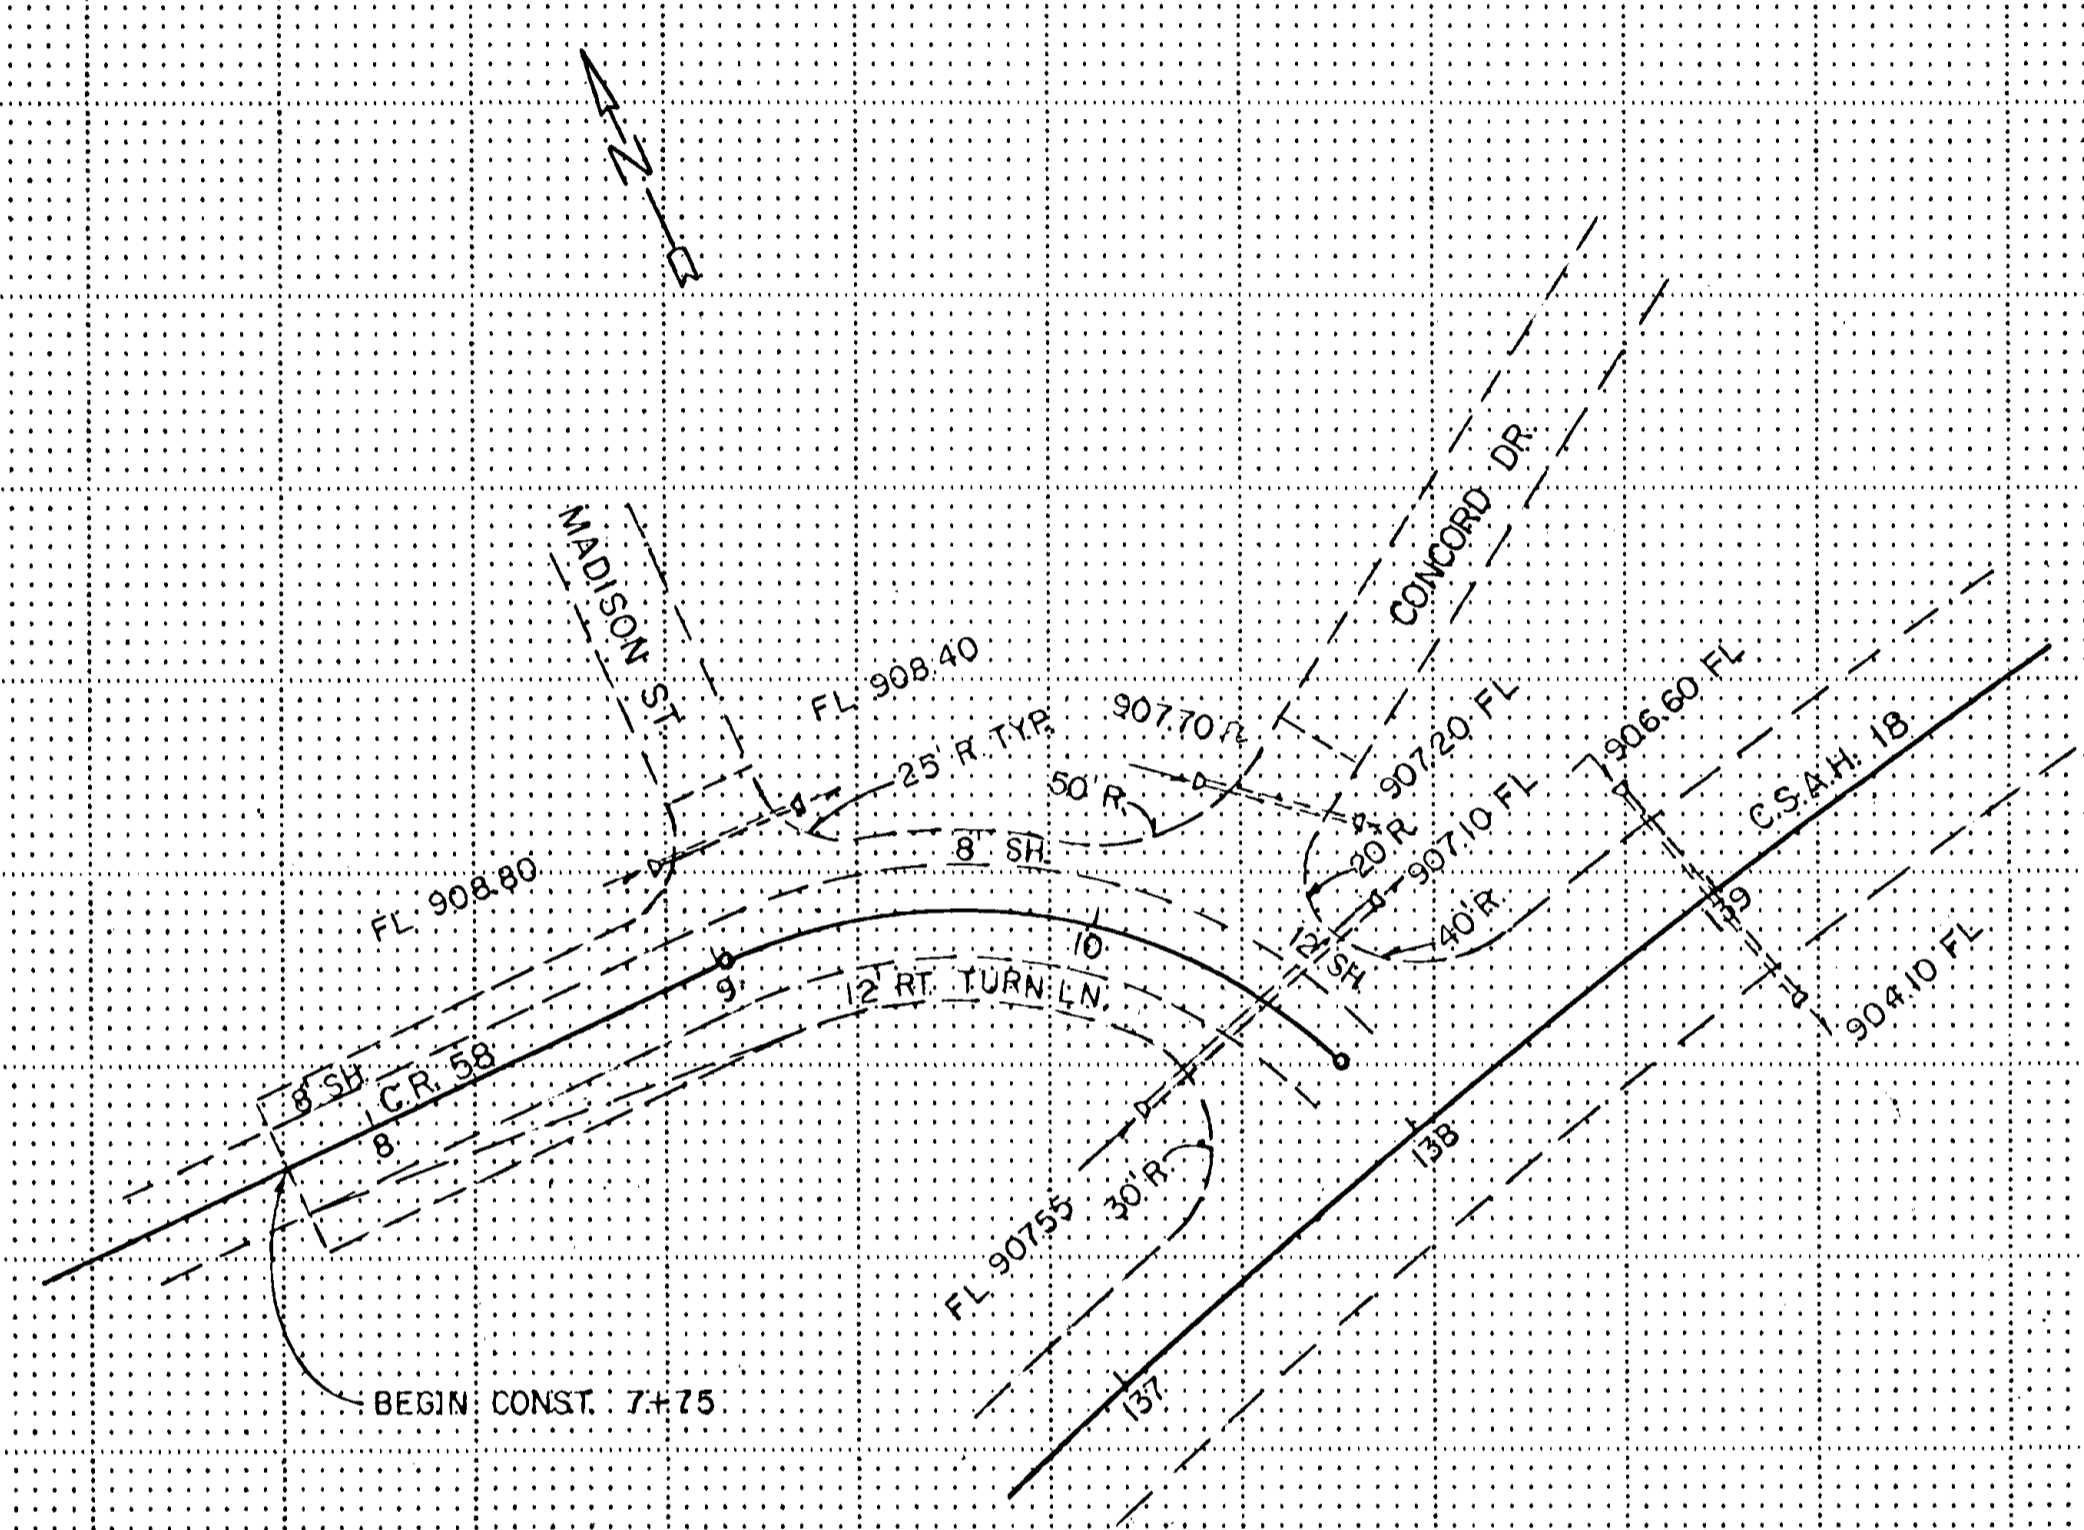 N
CONCORD DR.
MADISON ST.
FL 908.40
25' R. TYP.
907.70 FL
50' R.
907.20 FL
906.60 FL
C.S.A.H. 18
20 R.
907.10 FL
8' SH.
FL 908.80
40' R.
12' SH.
139
904.10 FL
10
9
12' RT. TURN LN.
8' SH.
C.R. 58
8
138
30' R.
FL 907.55
137
BEGIN CONST. 7+75